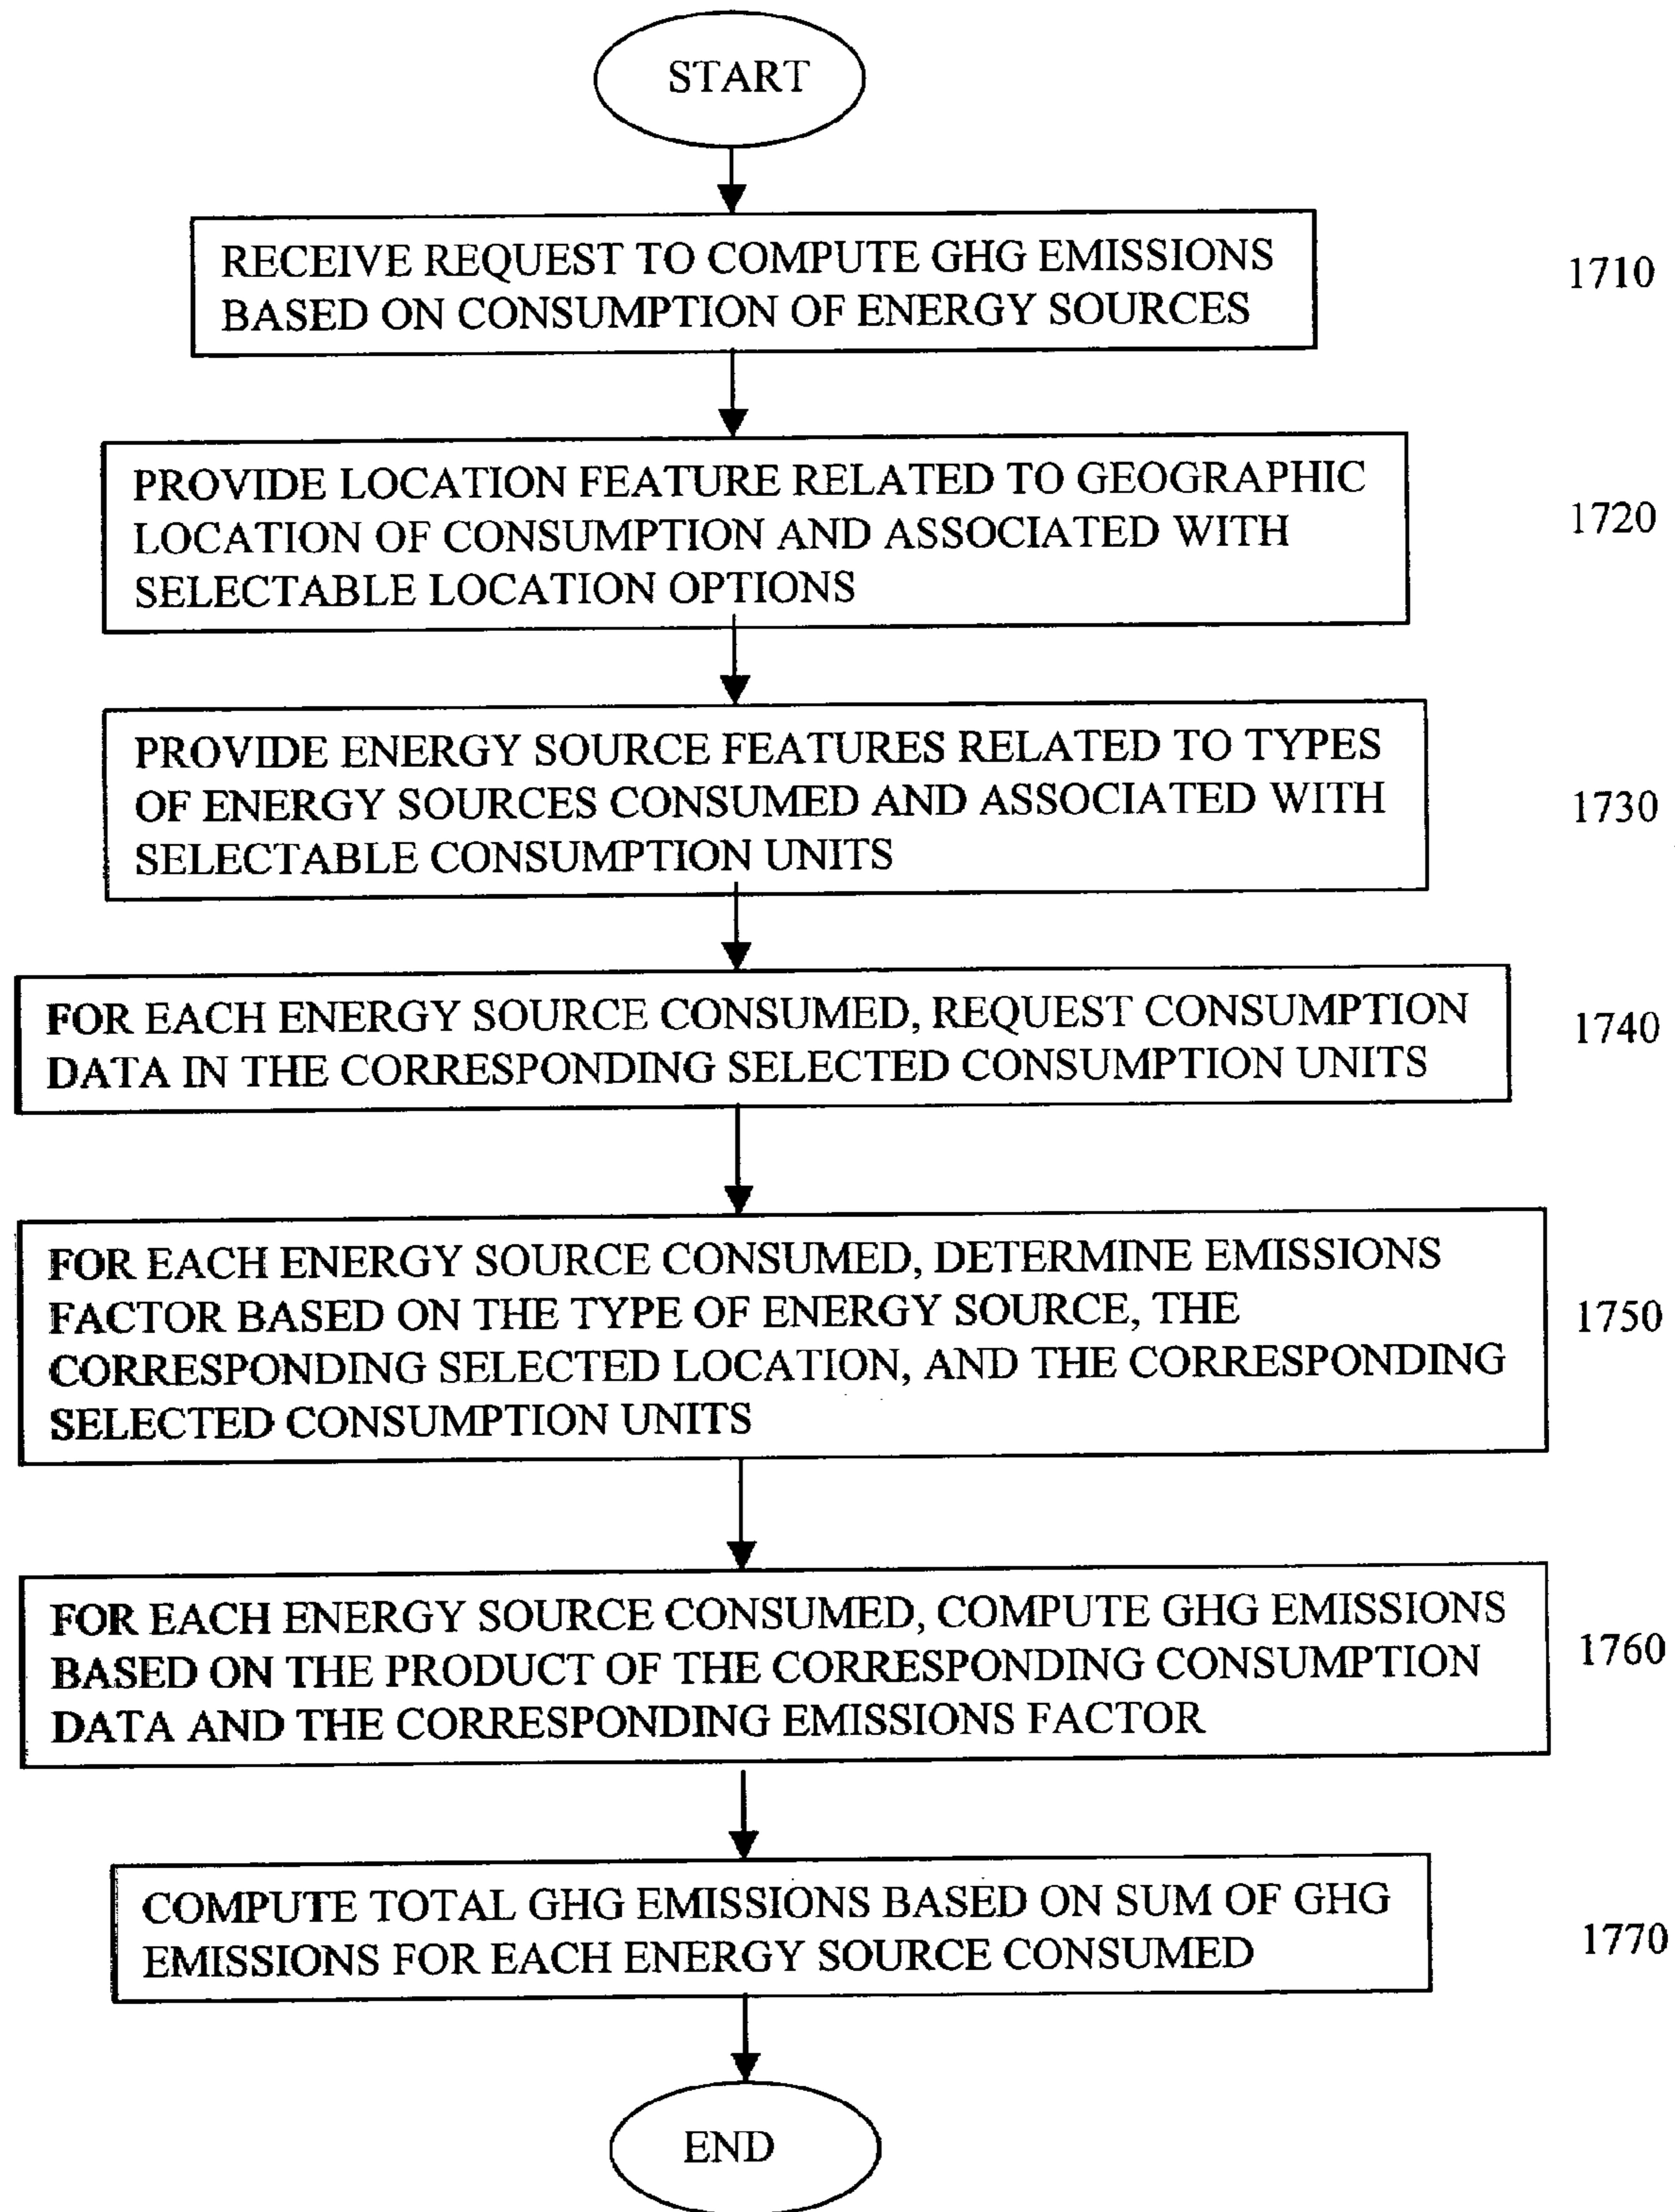 START
RECEIVE REQUEST TO COMPUTE GHG EMISSIONS
BASED ON CONSUMPTION OF ENERGY SOURCES
1710
PROVIDE LOCATION FEATURE RELATED TO GEOGRAPHIC
LOCATION OF CONSUMPTION AND ASSOCIATED WITH
SELECTABLE LOCATION OPTIONS
1720
PROVIDE ENERGY SOURCE FEATURES RELATED TO TYPES
OF ENERGY SOURCES CONSUMED AND ASSOCIATED WITH
SELECTABLE CONSUMPTION UNITS
1730
FOR EACH ENERGY SOURCE CONSUMED, REQUEST CONSUMPTION
DATA IN THE CORRESPONDING SELECTED CONSUMPTION UNITS
1740
FOR EACH ENERGY SOURCE CONSUMED, DETERMINE EMISSIONS
FACTOR BASED ON THE TYPE OF ENERGY SOURCE, THE
CORRESPONDING SELECTED LOCATION, AND THE CORRESPONDING
SELECTED CONSUMPTION UNITS
1750
FOR EACH ENERGY SOURCE CONSUMED, COMPUTE GHG EMISSIONS
BASED ON THE PRODUCT OF THE CORRESPONDING CONSUMPTION
DATA AND THE CORRESPONDING EMISSIONS FACTOR
1760
COMPUTE TOTAL GHG EMISSIONS BASED ON SUM OF GHG
EMISSIONS FOR EACH ENERGY SOURCE CONSUMED
1770
END